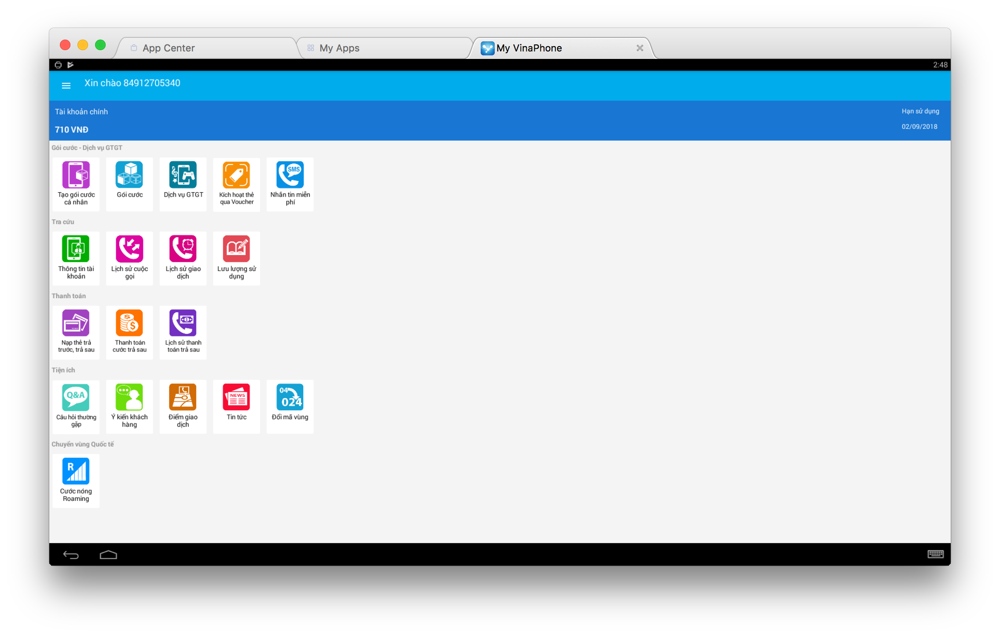 App Center
My Apps
My VinaPhone
2:48
Xin chào 84912705340
Tài khoản chính
Hạn sử dụng
710 VNĐ
02/09/2018
Gói cước - Dịch vụ GTGT
SMS
Tạo gói cước
cá nhân
Gói cước
Dịch vụ GTGT
Kích hoạt thẻ
qua Voucher
Nhắn tin miễn
phí
Tra cứu
Thông tin tài
khoản
Lịch sử cuộc
gọi
Lịch sử giao
dịch
Lưu lượng sử
dụng
Thanh toán
Nạp thẻ trả
trước, trả sau
Thanh toán
cước trả sau
Lịch sử thanh
toán trả sau
Tiện ích
Q&A
NEWS
04
024
Câu hỏi thường
gặp
Ý kiến khách
hàng
Điểm giao
dịch
Tin tức
Đổi mã vùng
Chuyển vùng Quốc tế
R
Cước nóng
Roaming